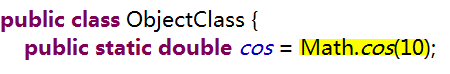 public class ObjectClass {
public static double cos = Math.cos(10);